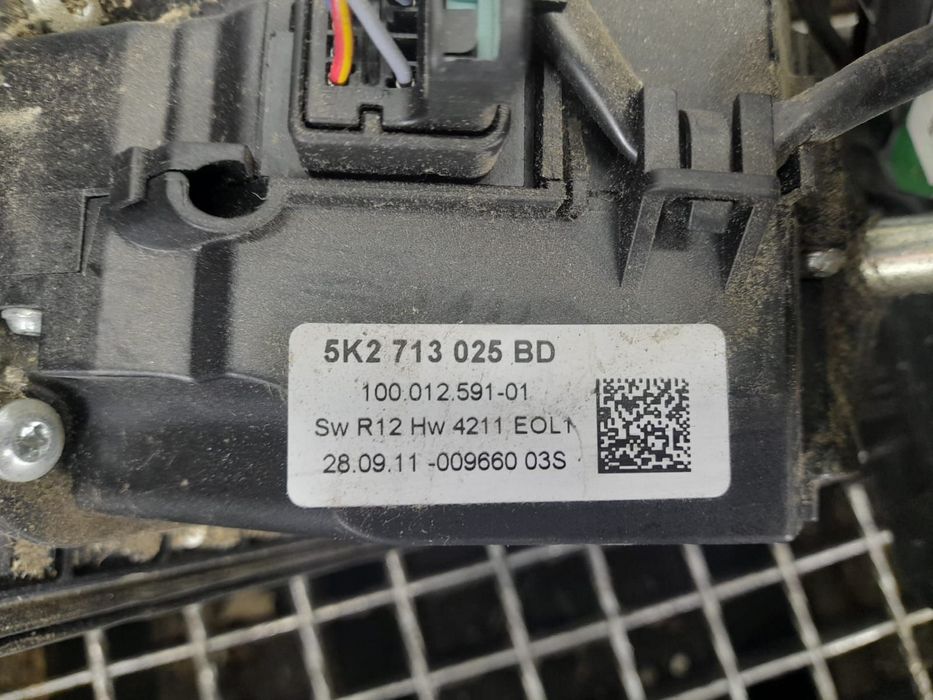 5K2 713 025 BD
100.012.591-01
Sw R12 Hw 4211 EOL1
28.09.11 -009660 03S